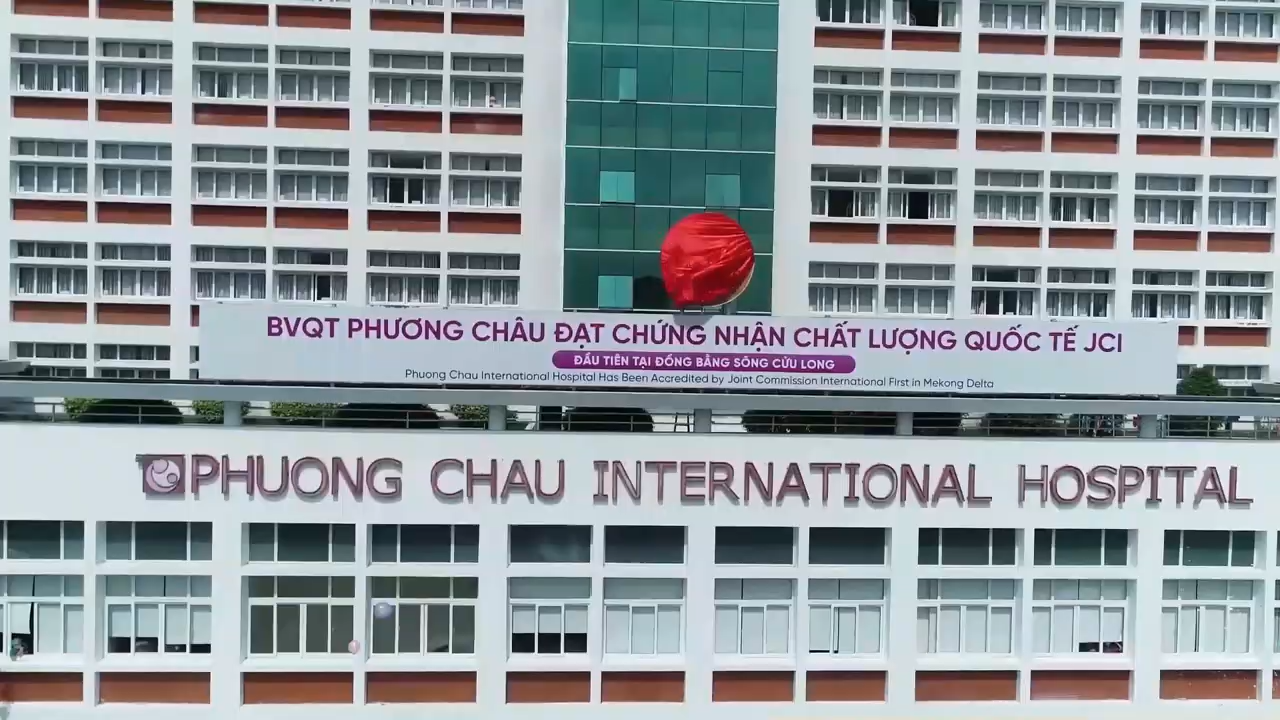 BVQT PHƯƠNG CHÂU ĐẠT CHỨNG NHẬN CHẤT LƯỢNG QUỐC TẾ JCI
ĐẦU TIÊN TẠI ĐỒNG BẰNG SÔNG CỬU LONG
Phuong Chau International Hospital Has Been Accredited by Joint Commission International First in Mekong Delta
PHUONG CHAU INTERNATIONAL HOSPITAL